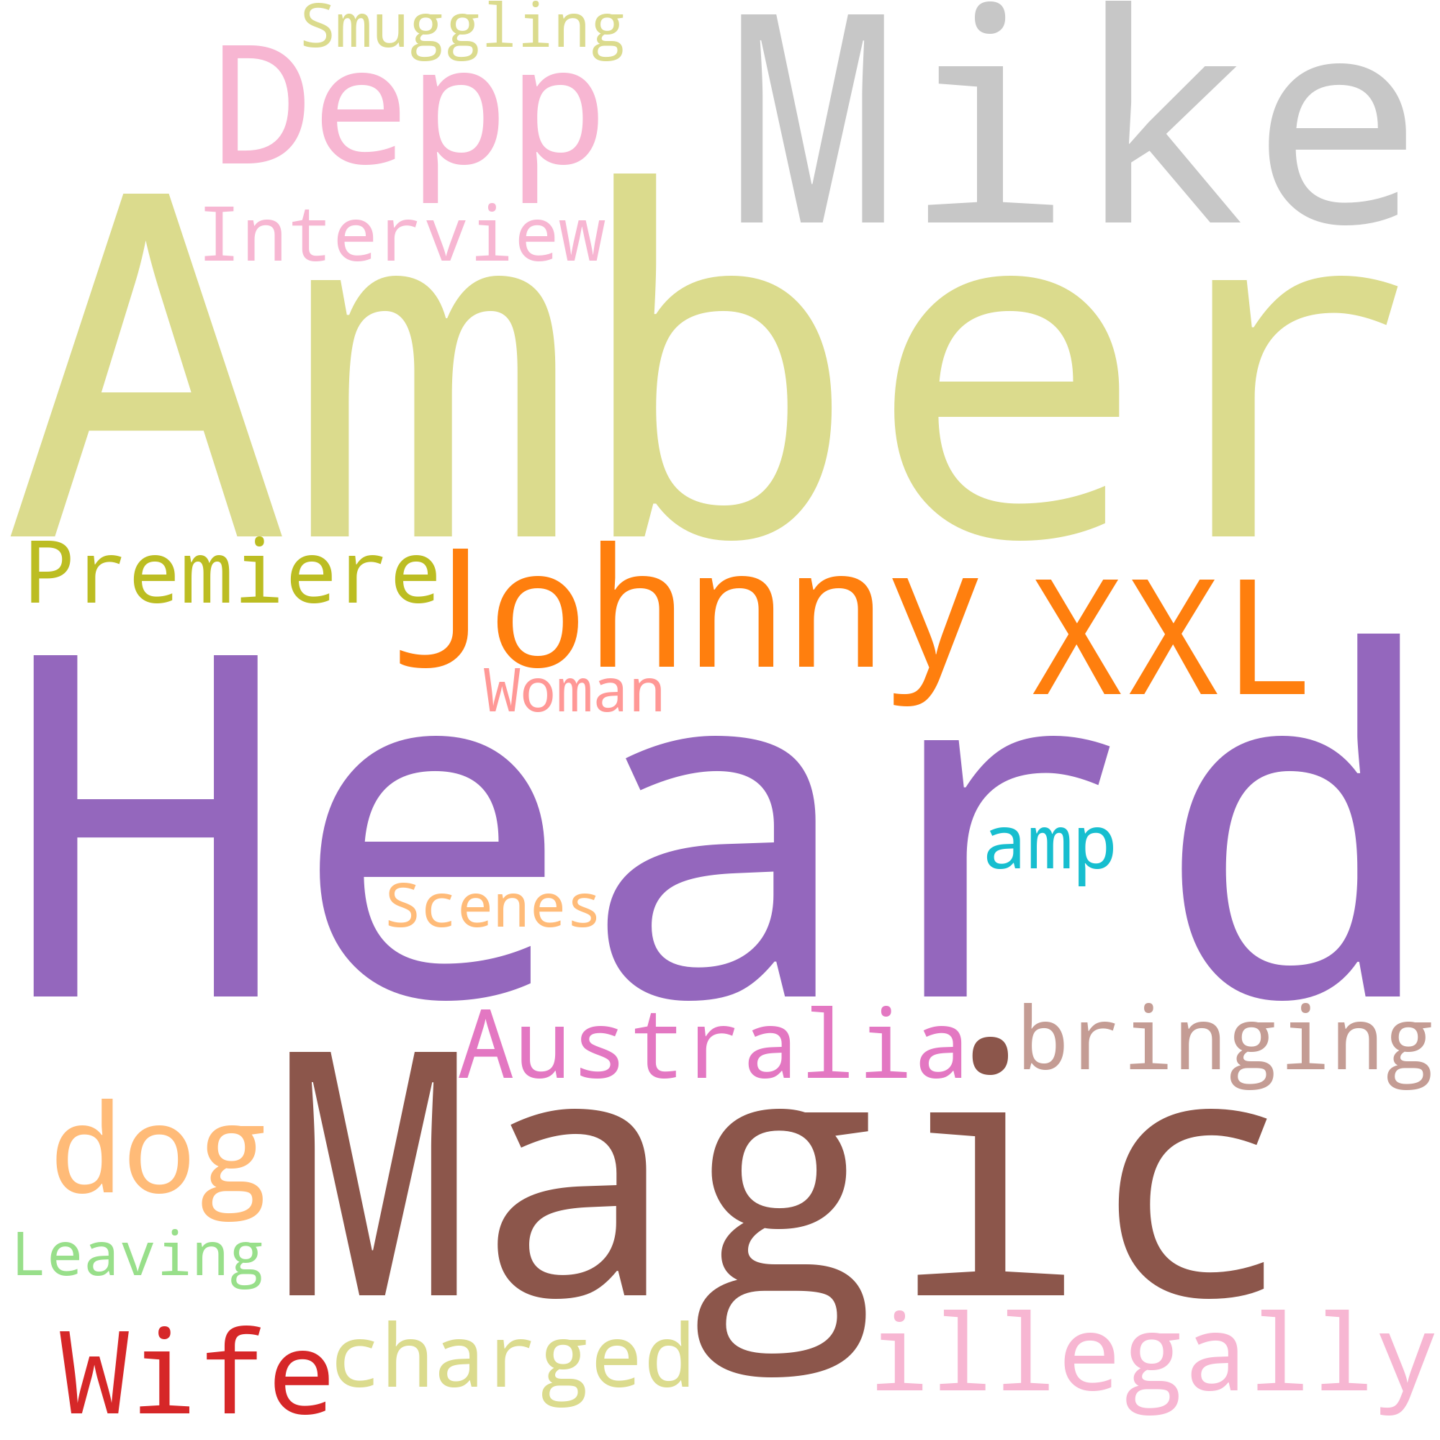 Smuggling
Depp
Mike
Interview
Amber
Premiere
Johnny
XXL
Woman
Heard
amp
Scenes
Australia
bringing
Magic
dog
Leaving
Wife
charged
illegally